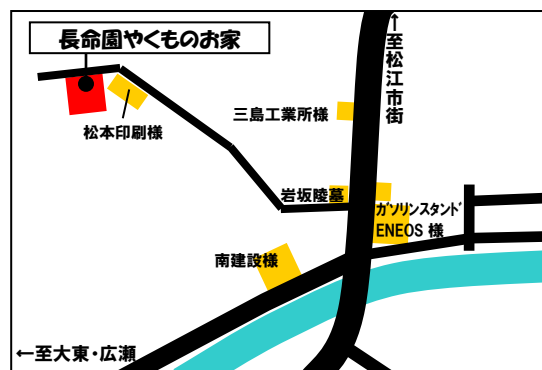 長命園やくものお家
↑至松江市街
三島工業所様
松本印刷様
岩坂陵墓
ガソリンスタンド
ENEOS 様
南建設様
←至大東・広瀬